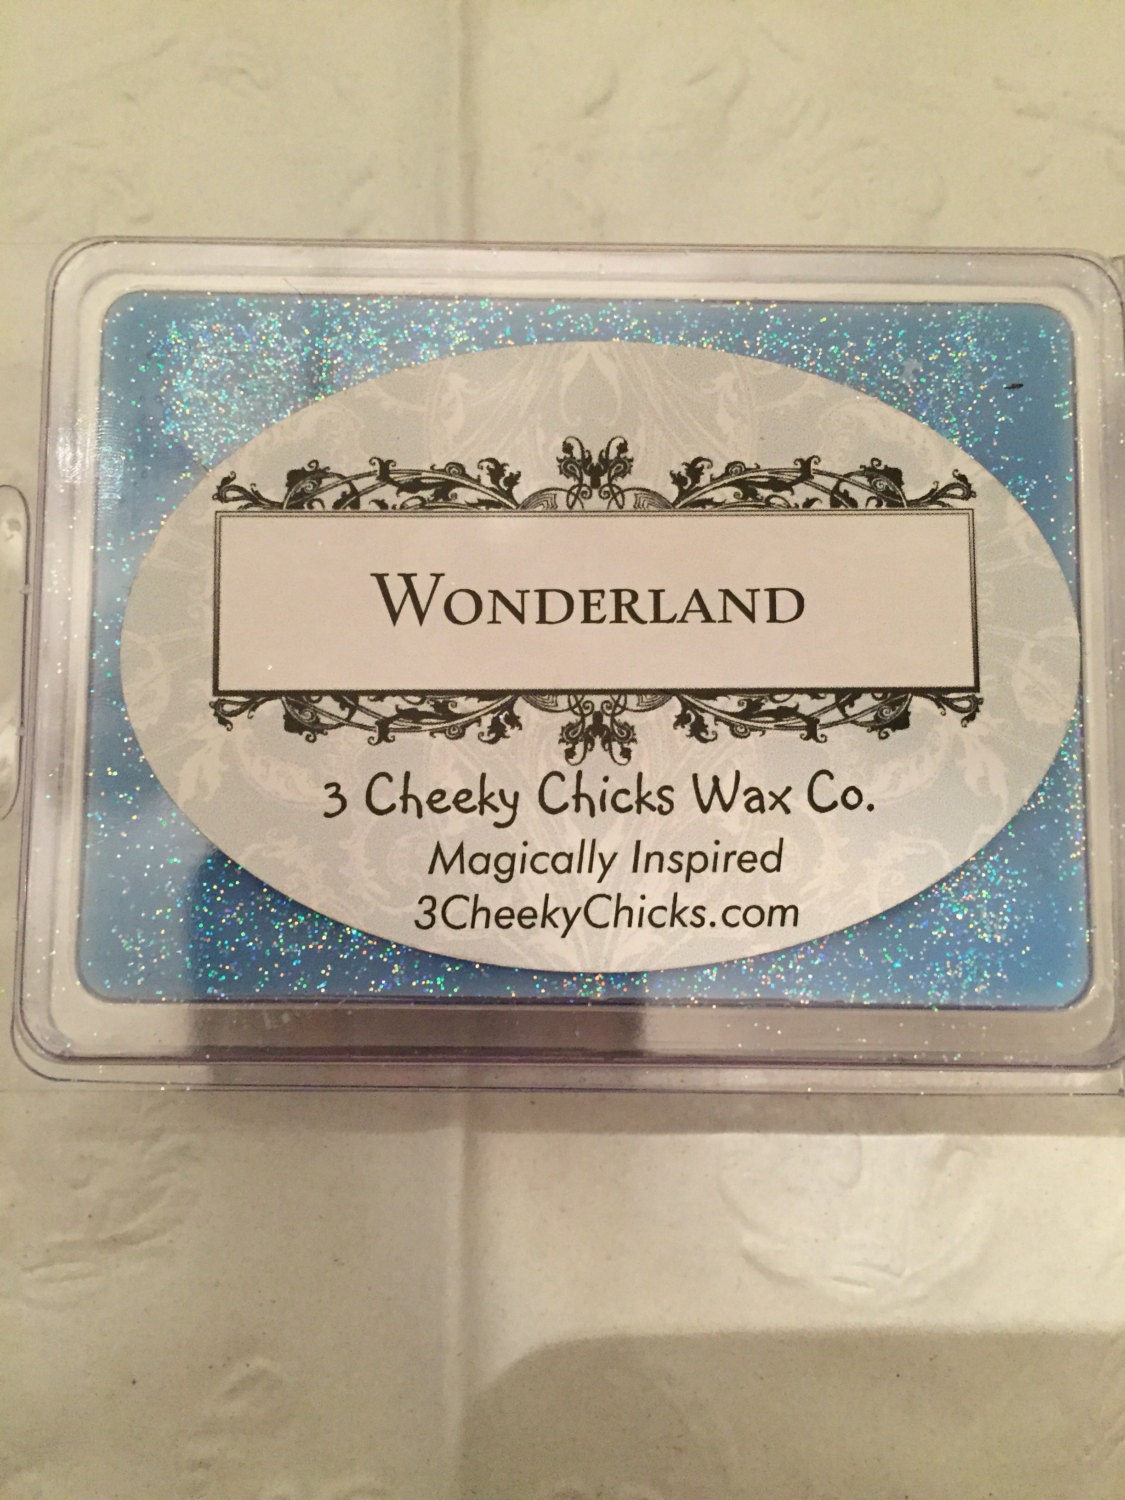 Wonderland
3 Cheeky Chicks Wax Co.
Magically Inspired
3CheekyChicks.com